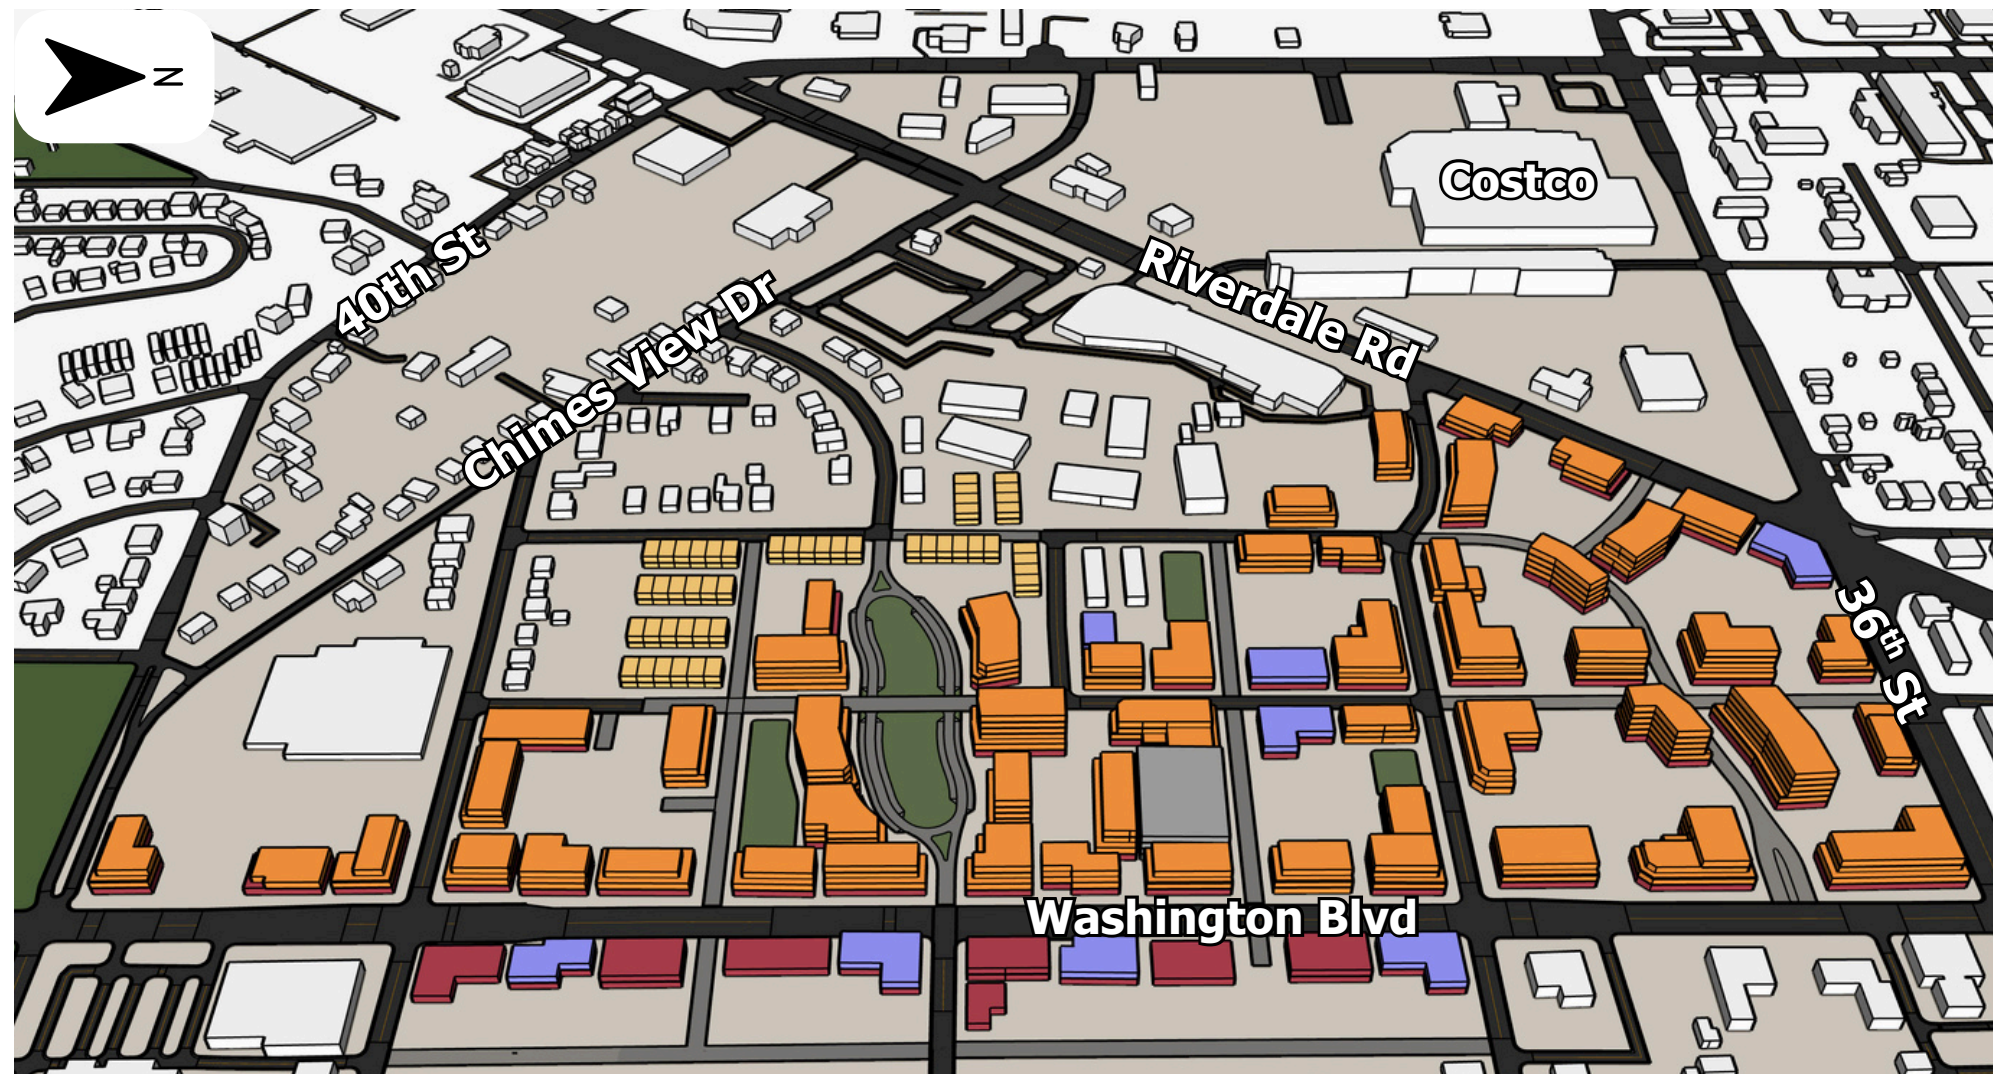 N
Costco
40th St
Riverdale Rd
Chimes View Dr
36th St
Washington Blvd